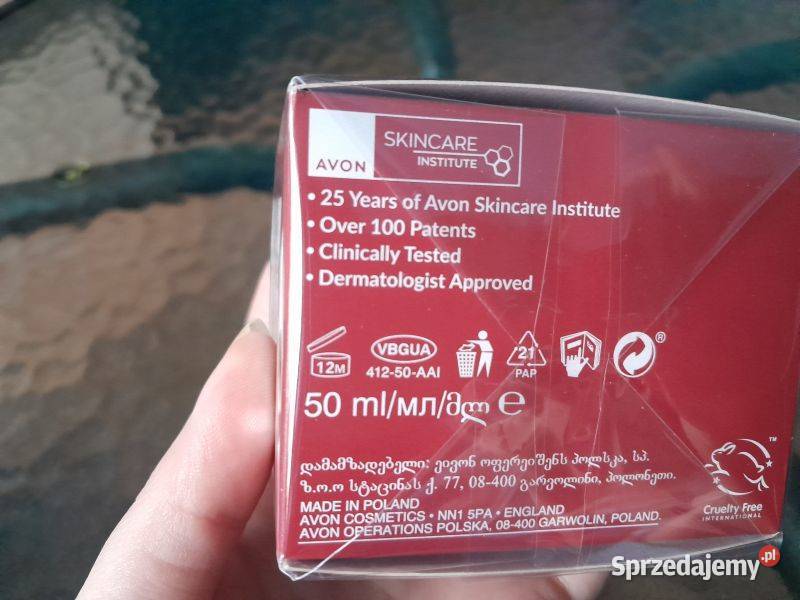 AVON
SKINCARE
INSTITUTE
• 25 Years of Avon Skincare Institute
• Over 100 Patents
• Clinically Tested
• Dermatologist Approved
12M
VBGUA
412-50-AAI
21
PAP
®
50 ml/мл/მლ ℮
დამამზადებელი: ეივონ ოფერეიშენს პოლსკა, სპ.
ზ.ო.ო სტაცინას ქ. 77, 08-400 გარვოლინი, პოლონეთი.
MADE IN POLAND
AVON COSMETICS • NN1 5PA • ENGLAND
AVON OPERATIONS POLSKA, 08-400 GARWOLIN, POLAND.
TM
Cruelty Free
INTERNATIONAL
Sprzedajemy.pl